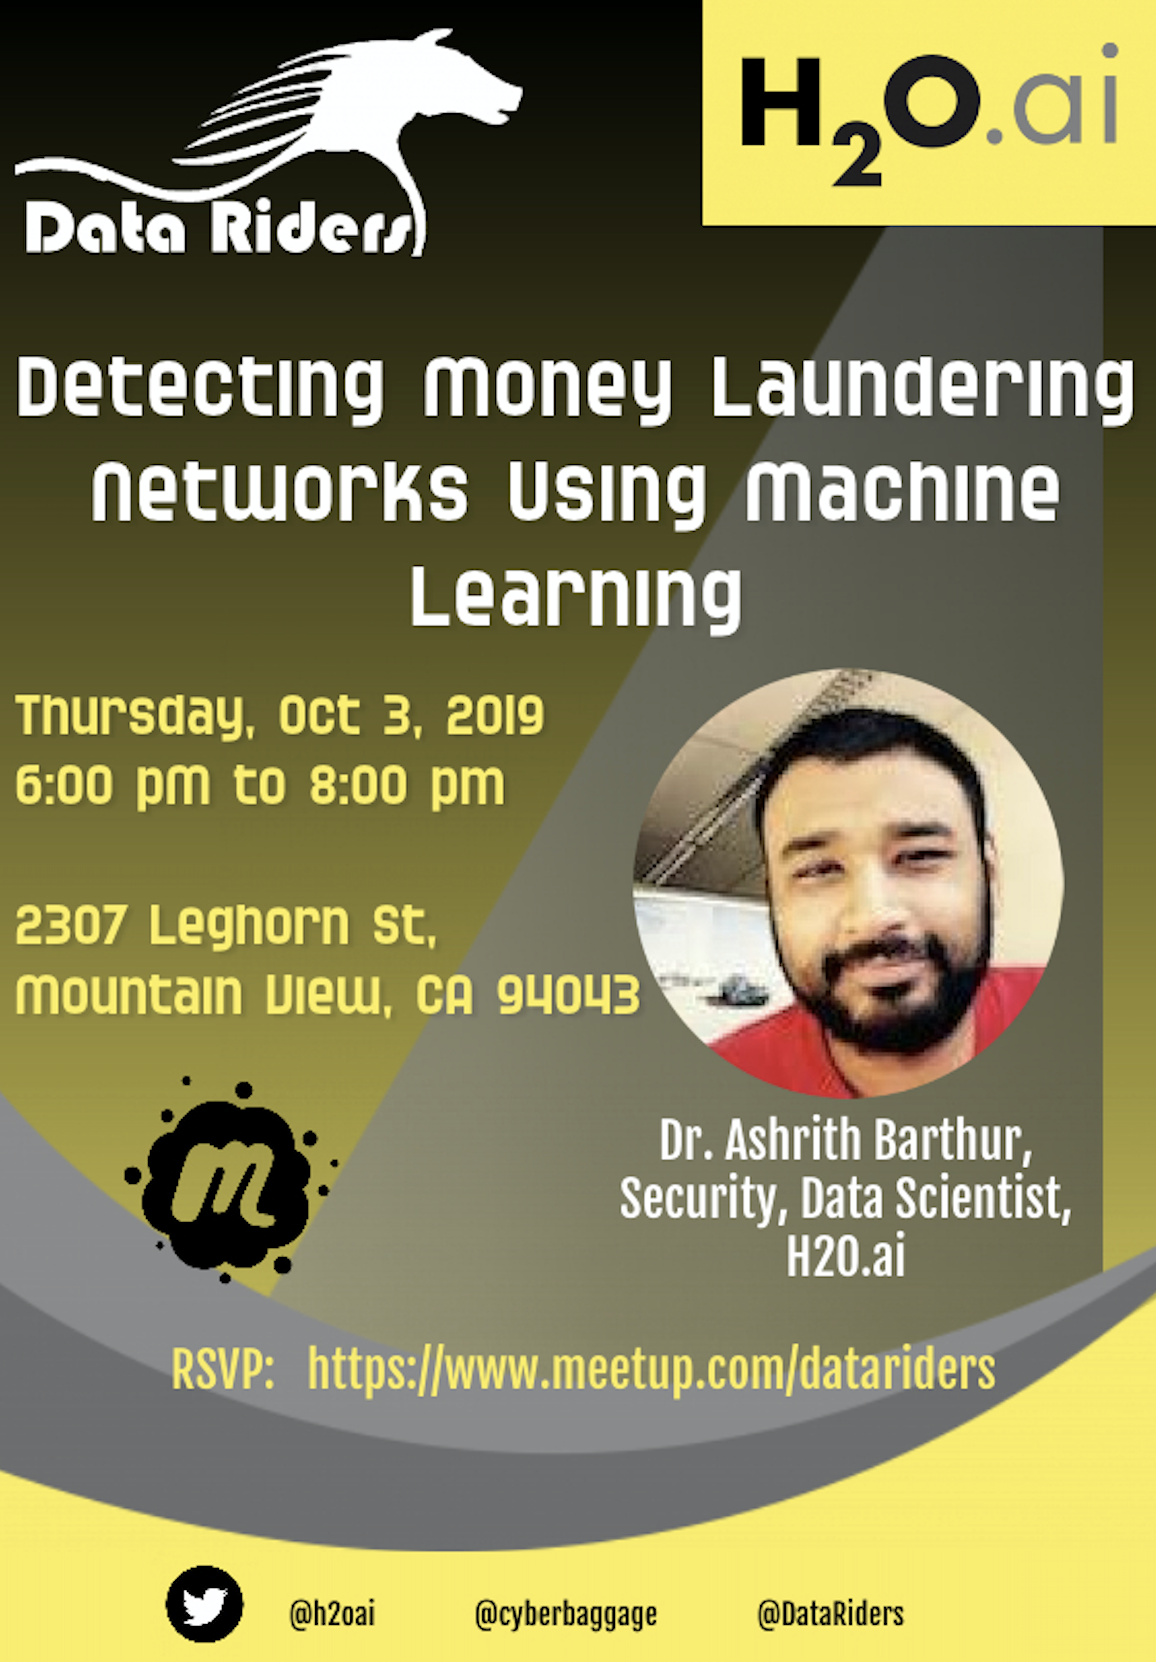 Data Riders
H2O.ai
Detecting Money Laundering
Networks Using Machine
Learning
Thursday, Oct 3, 2019
6:00 pm to 8:00 pm
2307 Leghorn St,
Mountain View, CA 94043
m
Dr. Ashrith Barthur,
Security, Data Scientist,
H2O.ai
RSVP: https://www.meetup.com/datariders
@h2oai @cyberbaggage @DataRiders